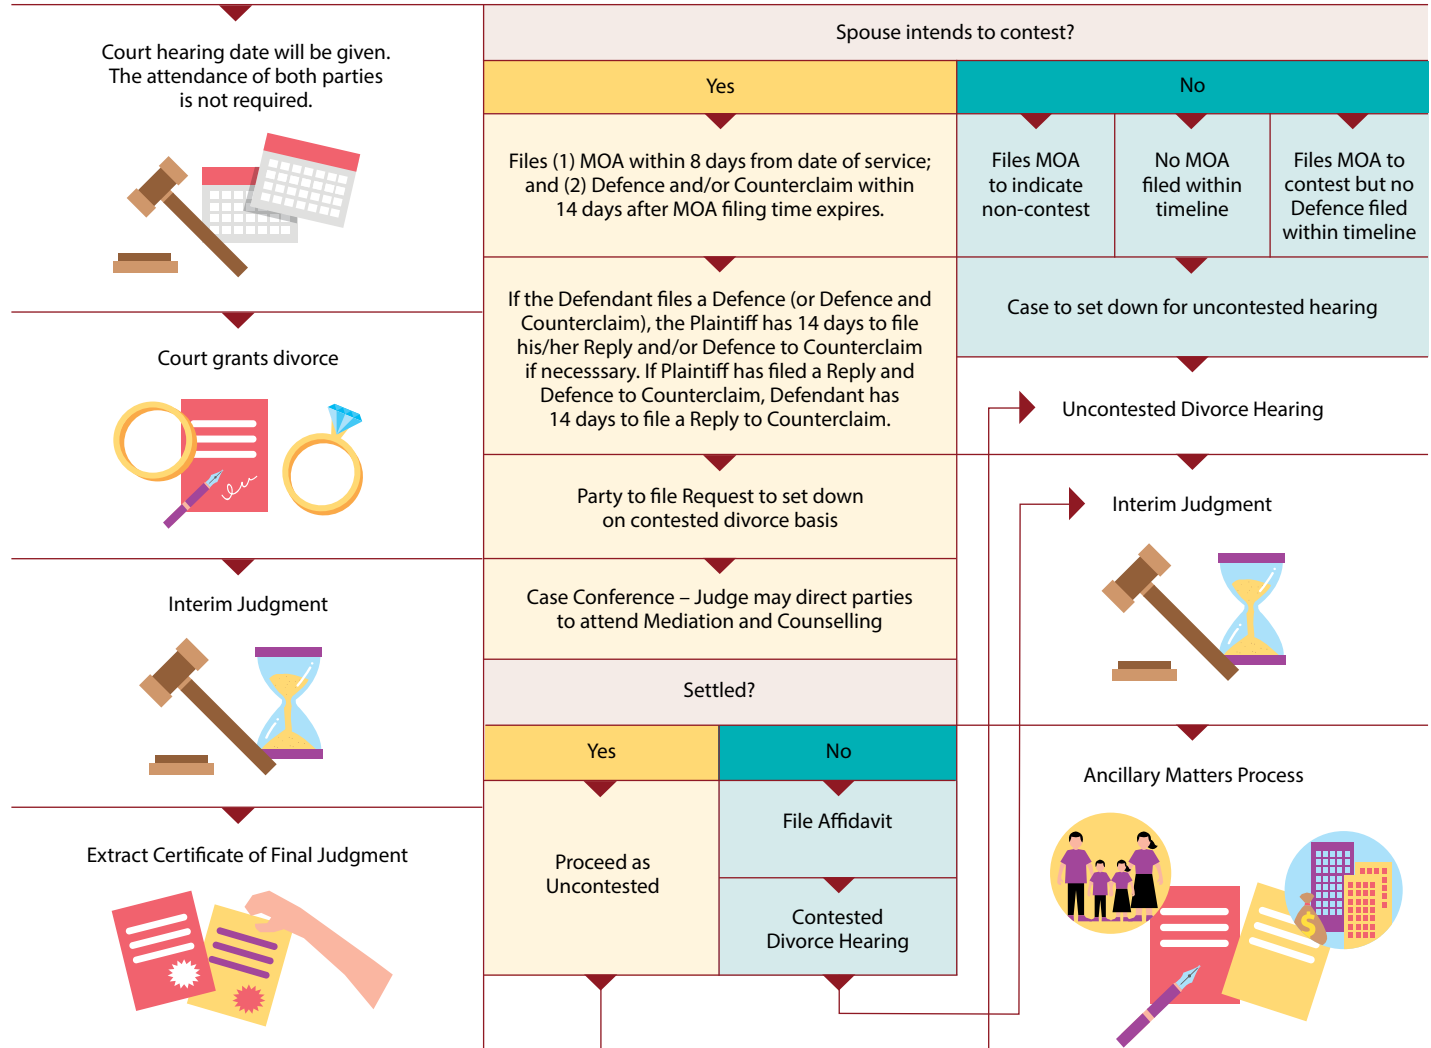 Court hearing date will be given.
The attendance of both parties
is not required.
Court grants divorce
Interim Judgment
Extract Certificate of Final Judgment
Spouse intends to contest?
Yes
No
Files (1) MOA within 8 days from date of service;
and (2) Defence and/or Counterclaim within
14 days after MOA filing time expires.
If the Defendant files a Defence (or Defence and
Counterclaim), the Plaintiff has 14 days to file
his/her Reply and/or Defence to Counterclaim
if necesssary. If Plaintiff has filed a Reply and
Defence to Counterclaim, Defendant has
14 days to file a Reply to Counterclaim.
Party to file Request to set down
on contested divorce basis
Case Conference – Judge may direct parties
to attend Mediation and Counselling
Settled?
Yes
No
Proceed as
Uncontested
File Affidavit
Contested
Divorce Hearing
Files MOA
to indicate
non-contest
No MOA
filed within
timeline
Files MOA to
contest but no
Defence filed
within timeline
Case to set down for uncontested hearing
Uncontested Divorce Hearing
Interim Judgment
Ancillary Matters Process
$